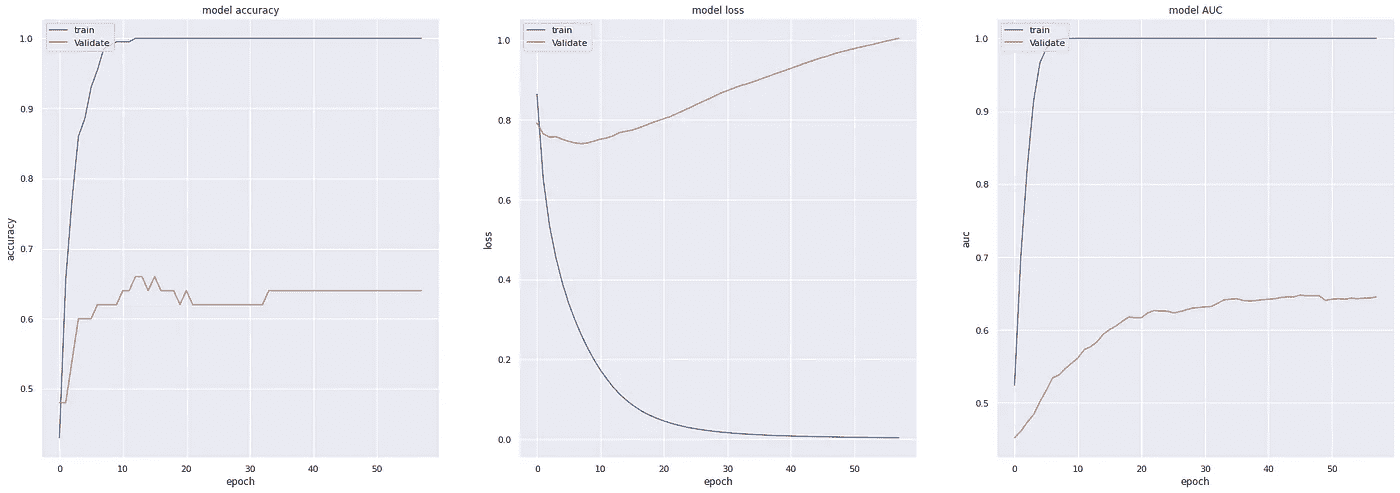 model accuracy
train
Validate
1.0
0.9
0.8
0.7
0.6
0.5
accuracy
0 10 20 30 40 50
epoch
model loss
train
Validate
1.0
0.8
0.6
0.4
0.2
0.0
loss
0 10 20 30 40 50
epoch
model AUC
train
Validate
1.0
0.9
0.8
0.7
0.6
0.5
auc
0 10 20 30 40 50
epoch